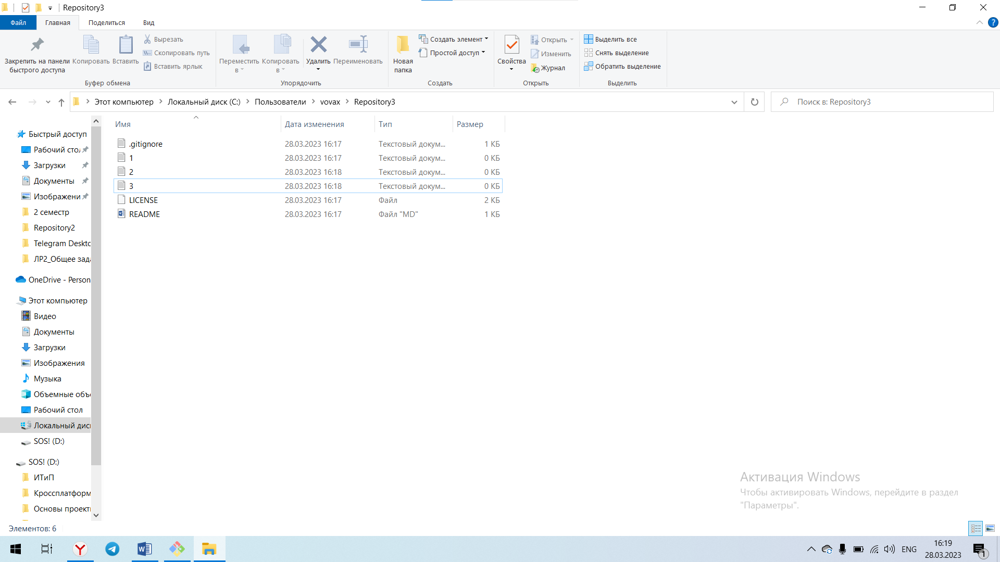 Repository3
Файл
Главная
Поделиться
Вид
Закрепить на панели
быстрого доступа
Копировать
Вставить
Вырезать
Скопировать путь
Вставить ярлык
Буфер обмена
Переместить
в
Копировать
в
Удалить
Переименовать
Упорядочить
Новая
папка
Создать элемент
Простой доступ
Создать
Свойства
Открыть
Изменить
Журнал
Открыть
Выделить все
Снять выделение
Обратить выделение
Выделить
Этот компьютер
Локальный диск (C:)
Пользователи
vovax
Repository3
Поиск в: Repository3
Имя
Дата изменения
Тип
Размер
.gitignore 28.03.2023 16:17 Текстовый докум... 1 КБ
1 28.03.2023 16:17 Текстовый докум... 0 КБ
2 28.03.2023 16:18 Текстовый докум... 0 КБ
3 28.03.2023 16:18 Текстовый докум... 0 КБ
LICENSE 28.03.2023 16:17 Файл 2 КБ
README 28.03.2023 16:17 Файл "MD" 1 КБ
Быстрый доступ
Рабочий стол
Загрузки
Документы
Изображени
2 семестр
Repository2
Telegram Deskto
ЛР2_Общее зада
OneDrive - Person
Этот компьютер
Видео
Документы
Загрузки
Изображения
Музыка
Объемные объе
Рабочий стол
Локальный диск
SOS! (D:)
SOS! (D:)
ИТиП
Кроссплатформ
Основы проекти
Активация Windows
Чтобы активировать Windows, перейдите в раздел
"Параметры".
Элементов: 6
W
ENG
16:19
28.03.2023
1